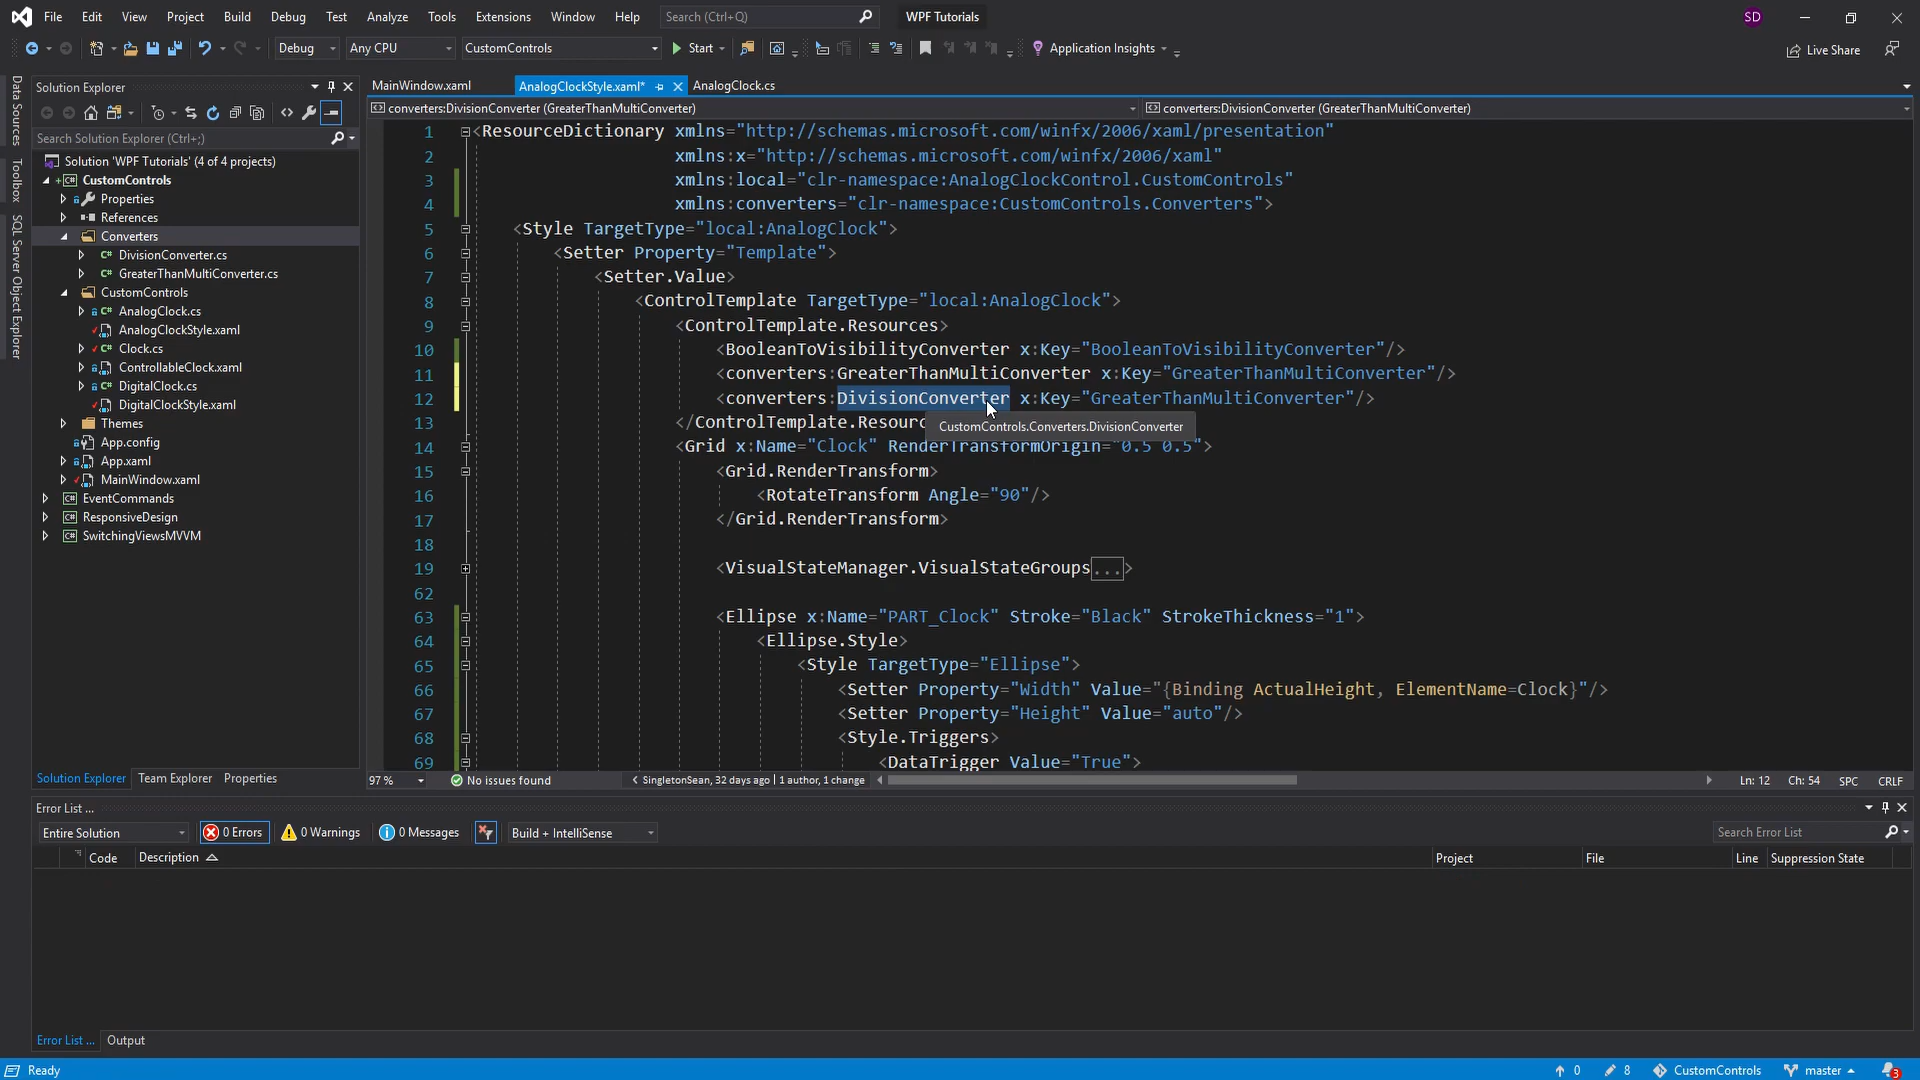 File Edit View Project Build Debug Test Analyze Tools Extensions Window Help Search (Ctrl+Q) WPF Tutorials SD
Debug Any CPU CustomControls Start Application Insights Live Share
Data Sources
Toolbox
SQL Server Object Explorer
Solution Explorer
Search Solution Explorer (Ctrl+;)
Solution 'WPF Tutorials' (4 of 4 projects)
CustomControls
Properties
References
Converters
DivisionConverter.cs
GreaterThanMultiConverter.cs
CustomControls
AnalogClock.cs
AnalogClockStyle.xaml
Clock.cs
ControllableClock.xaml
DigitalClock.cs
DigitalClockStyle.xaml
Themes
App.config
App.xaml
MainWindow.xaml
EventCommands
ResponsiveDesign
SwitchingViewsMVVM
Solution Explorer Team Explorer Properties
MainWindow.xaml AnalogClockStyle.xaml* AnalogClock.cs
converters:DivisionConverter (GreaterThanMultiConverter) converters:DivisionConverter (GreaterThanMultiConverter)
1 <ResourceDictionary xmlns="http://schemas.microsoft.com/winfx/2006/xaml/presentation"
2 xmlns:x="http://schemas.microsoft.com/winfx/2006/xaml"
3 xmlns:local="clr-namespace:AnalogClockControl.CustomControls"
4 xmlns:converters="clr-namespace:CustomControls.Converters">
5 <Style TargetType="local:AnalogClock">
6 <Setter Property="Template">
7 <Setter.Value>
8 <ControlTemplate TargetType="local:AnalogClock">
9 <ControlTemplate.Resources>
10 <BooleanToVisibilityConverter x:Key="BooleanToVisibilityConverter"/>
11 <converters:GreaterThanMultiConverter x:Key="GreaterThanMultiConverter"/>
12 <converters:DivisionConverter x:Key="GreaterThanMultiConverter"/>
13 </ControlTemplate.Resourc
CustomControls.Converters.DivisionConverter
14 <Grid x:Name="Clock" RenderTransformOrigin="0.5 0.5">
15 <Grid.RenderTransform>
16 <RotateTransform Angle="90"/>
17 </Grid.RenderTransform>
18
19 <VisualStateManager.VisualStateGroups...>
62
63 <Ellipse x:Name="PART_Clock" Stroke="Black" StrokeThickness="1">
64 <Ellipse.Style>
65 <Style TargetType="Ellipse">
66 <Setter Property="Width" Value="{Binding ActualHeight, ElementName=Clock}"/>
67 <Setter Property="Height" Value="auto"/>
68 <Style.Triggers>
69 <DataTrigger Value="True">
97 % No issues found SingletonSean, 32 days ago | 1 author, 1 change Ln: 12 Ch: 54 SPC CRLF
Error List ...
Entire Solution 0 Errors 0 Warnings 0 Messages Build + IntelliSense Search Error List
Code Description Project File Line Suppression State
Error List ... Output
Ready 0 8 CustomControls master 3